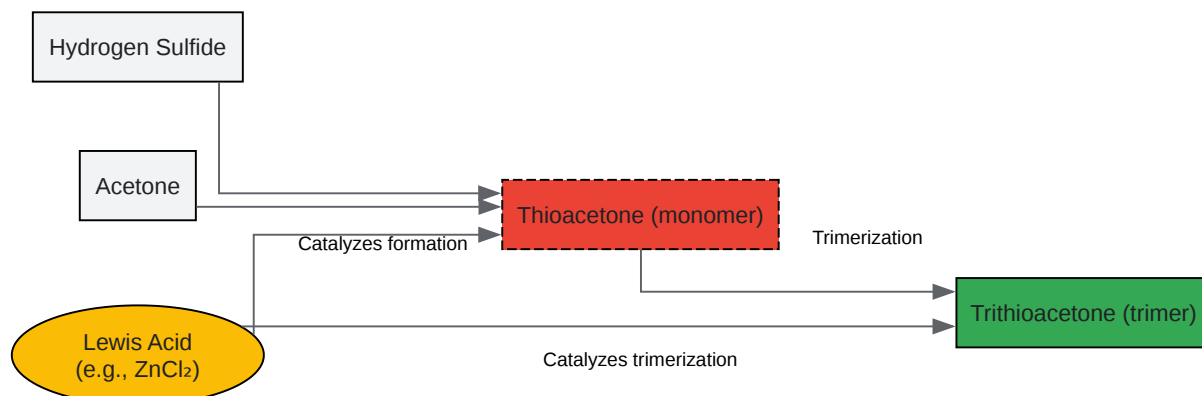 Hydrogen Sulfide
Acetone
Thioacetone (monomer)
Catalyzes formation
Trimerization
Trithioacetone (trimer)
Lewis Acid
(e.g., ZnCl₂)
Catalyzes trimerization